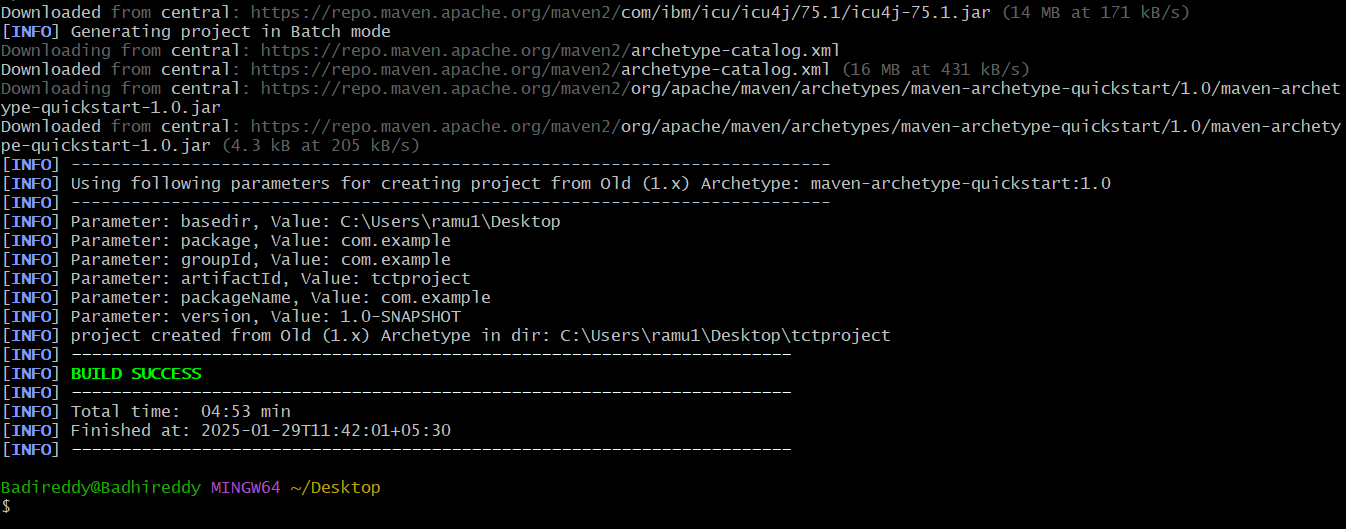 Downloaded from central: https://repo.maven.apache.org/maven2/com/ibm/icu/icu4j/75.1/icu4j-75.1.jar (14 MB at 171 kB/s)
[INFO] Generating project in Batch mode
Downloading from central: https://repo.maven.apache.org/maven2/archetype-catalog.xml
Downloaded from central: https://repo.maven.apache.org/maven2/archetype-catalog.xml (16 MB at 431 kB/s)
Downloading from central: https://repo.maven.apache.org/maven2/org/apache/maven/archetypes/maven-archetype-quickstart/1.0/maven-archet
ype-quickstart-1.0.jar
Downloaded from central: https://repo.maven.apache.org/maven2/org/apache/maven/archetypes/maven-archetype-quickstart/1.0/maven-archety
pe-quickstart-1.0.jar (4.3 kB at 205 kB/s)
[INFO] ----------------------------------------------------------------------------
[INFO] Using following parameters for creating project from Old (1.x) Archetype: maven-archetype-quickstart:1.0
[INFO] ----------------------------------------------------------------------------
[INFO] Parameter: basedir, Value: C:\Users\ramu1\Desktop
[INFO] Parameter: package, Value: com.example
[INFO] Parameter: groupId, Value: com.example
[INFO] Parameter: artifactId, Value: tctproject
[INFO] Parameter: packageName, Value: com.example
[INFO] Parameter: version, Value: 1.0-SNAPSHOT
[INFO] project created from Old (1.x) Archetype in dir: C:\Users\ramu1\Desktop\tctproject
[INFO] ------------------------------------------------------------------------
[INFO] BUILD SUCCESS
[INFO] ------------------------------------------------------------------------
[INFO] Total time:  04:53 min
[INFO] Finished at: 2025-01-29T11:42:01+05:30
[INFO] ------------------------------------------------------------------------
Badireddy@Badhireddy MINGW64 ~/Desktop
$